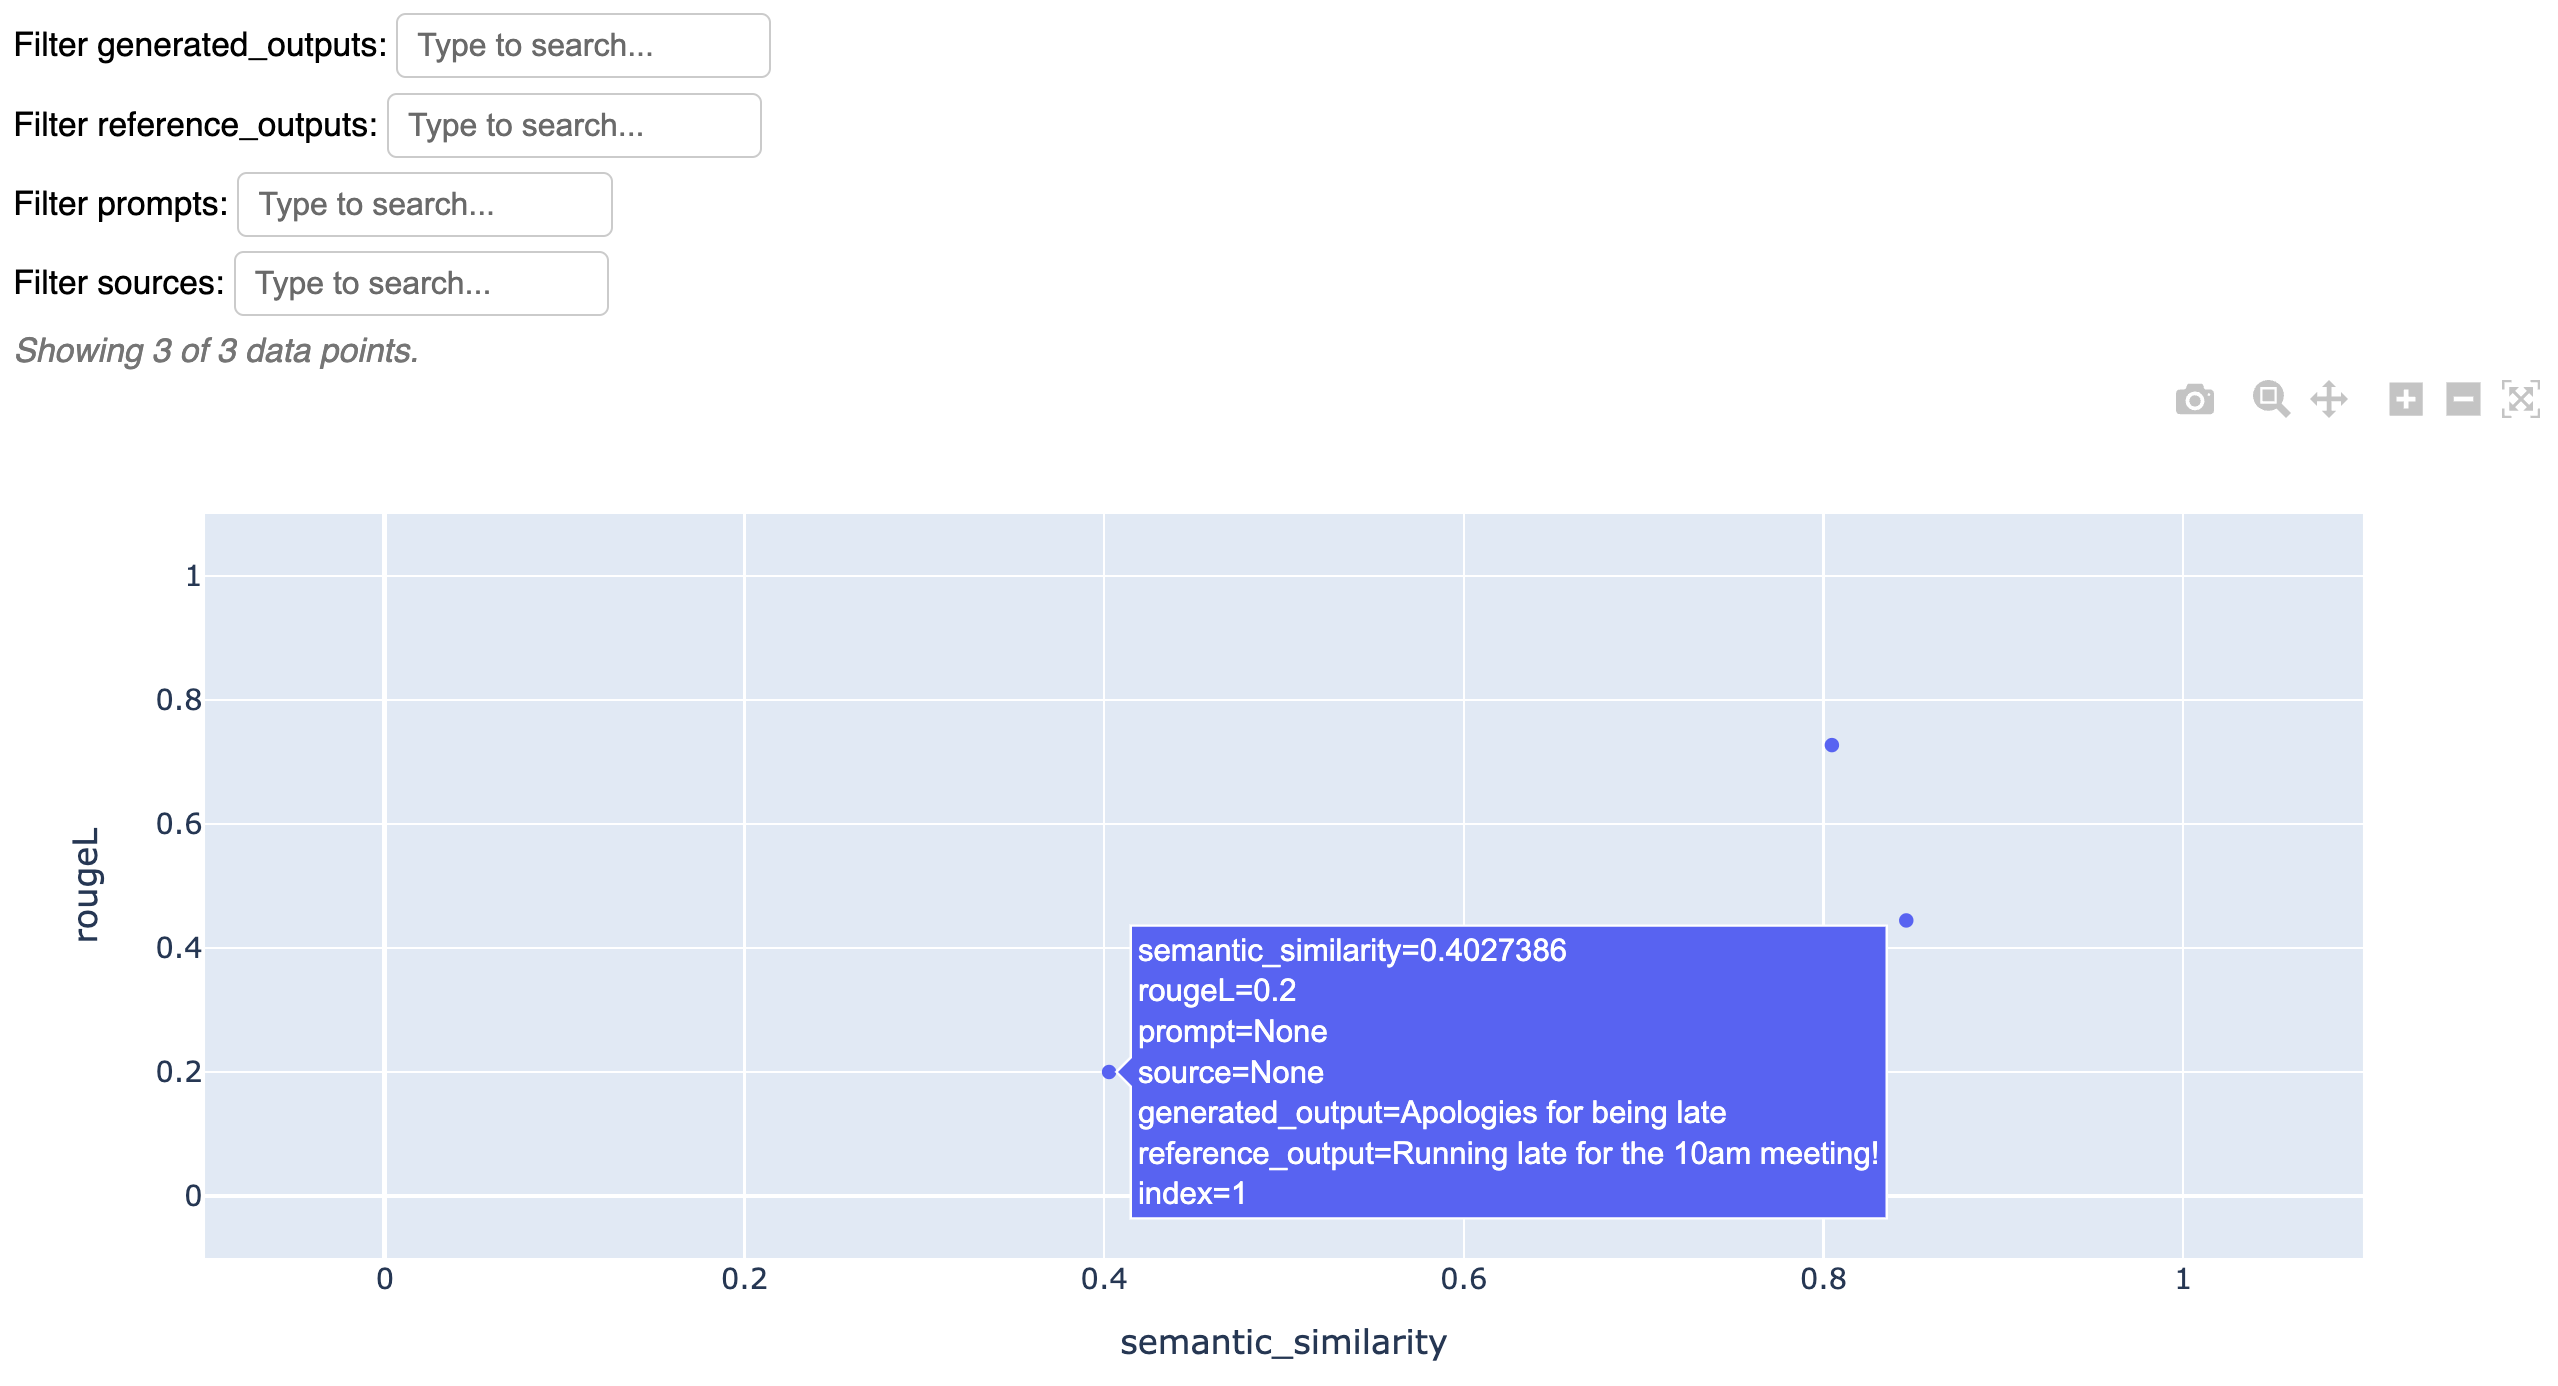 Filter generated_outputs: Type to search...
Filter reference_outputs: Type to search...
Filter prompts: Type to search...
Filter sources: Type to search...
Showing 3 of 3 data points.
1
0.8
0.6
0.4
0.2
0
rougeL
semantic_similarity=0.4027386
rougeL=0.2
prompt=None
source=None
generated_output=Apologies for being late
reference_output=Running late for the 10am meeting!
index=1
0 0.2 0.4 0.6 0.8 1
semantic_similarity